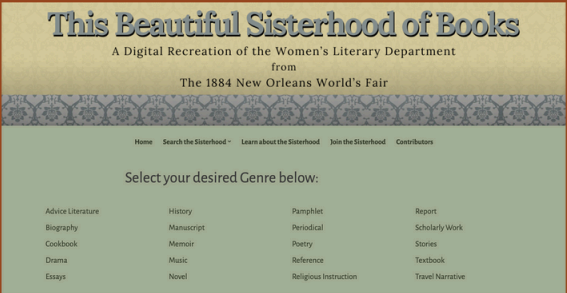 This Beautiful Sisterhood of Books
A Digital Recreation of the Women's Literary Department
from
The 1884 New Orleans World's Fair
Home Search the Sisterhood Learn about the Sisterhood Join the Sisterhood Contributors
Select your desired Genre below:
Advice Literature History Pamphlet Report
Biography Manuscript Periodical Scholarly Work
Cookbook Memoir Poetry Stories
Drama Music Reference Textbook
Essays Novel Religious Instruction Travel Narrative